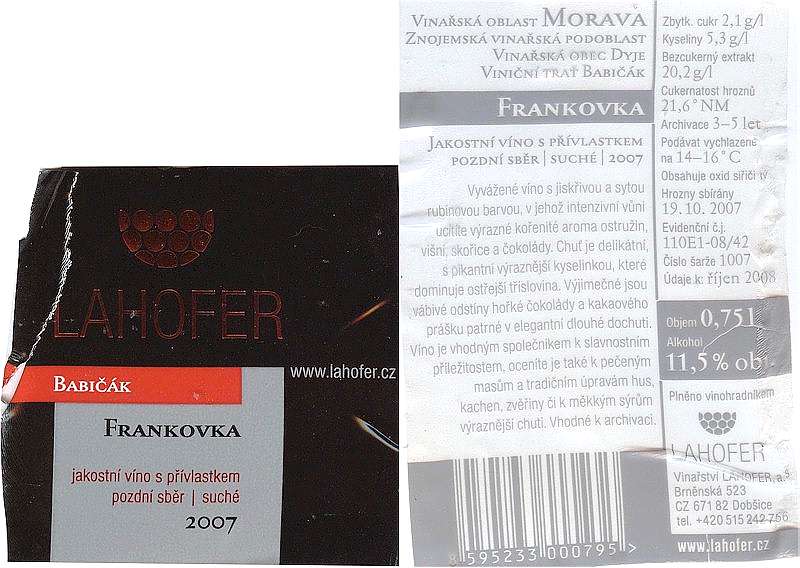 LAHOFER
www.lahofer.cz
BABIČÁK
FRANKOVKA
jakostní víno s přívlastkem
pozdní sběr | suché
2007
VINAŘSKÁ OBLAST MORAVA
ZNOJEMSKÁ VINAŘSKÁ PODOBLAST
VINAŘSKÁ OBEC DYJE
VINIČNÍ TRAŤ BABIČÁK
FRANKOVKA
JAKOSTNÍ VÍNO S PŘÍVLASTKEM
POZDNÍ SBĚR | SUCHÉ | 2007
Vyvážené víno s jiskřivou a sytou
rubínovou barvou, v jehož intenzivní vůni
ucítíte výrazné kořenité aroma ostružin,
višní, skořice a čokolády. Chuť je delikátní,
s pikantní výraznější kyselinkou, které
dominuje ostřejší tříslovina. Výjimečné jsou
vábivé odstíny hořké čokolády a kakaového
prášku patrné v elegantní dlouhé dochuti.
Víno je vhodným společníkem k slavnostním
příležitostem, oceníte je také k pečeným
masům a tradičním úpravám hus,
kachen, zvěřiny či k měkkým sýrům
výraznější chuti. Vhodné k archivaci.
8 595233 000795 >
Zbytk. cukr 2,1 g/l
Kyseliny 5,3 g/l
Bezcukerný extrakt
20,2 g/l
Cukernatost hroznů
21,6° NM
Archivace 3–5 let
Podávat vychlazené
na 14–16°C
Obsahuje oxid siřičitý
Hrozny sbírány
19. 10. 2007
Evidenční č.j.
110E1-08/42
Číslo šarže 1007
Údaje k: říjen 2008
Objem 0,75l
Alkohol
11,5% obj.
Plněno vinohradníkem
LAHOFER
Vinařství LAHOFER, a.s
Brněnská 523
CZ 671 82 Dobšice
tel. +420 515 242 766
www.lahofer.cz